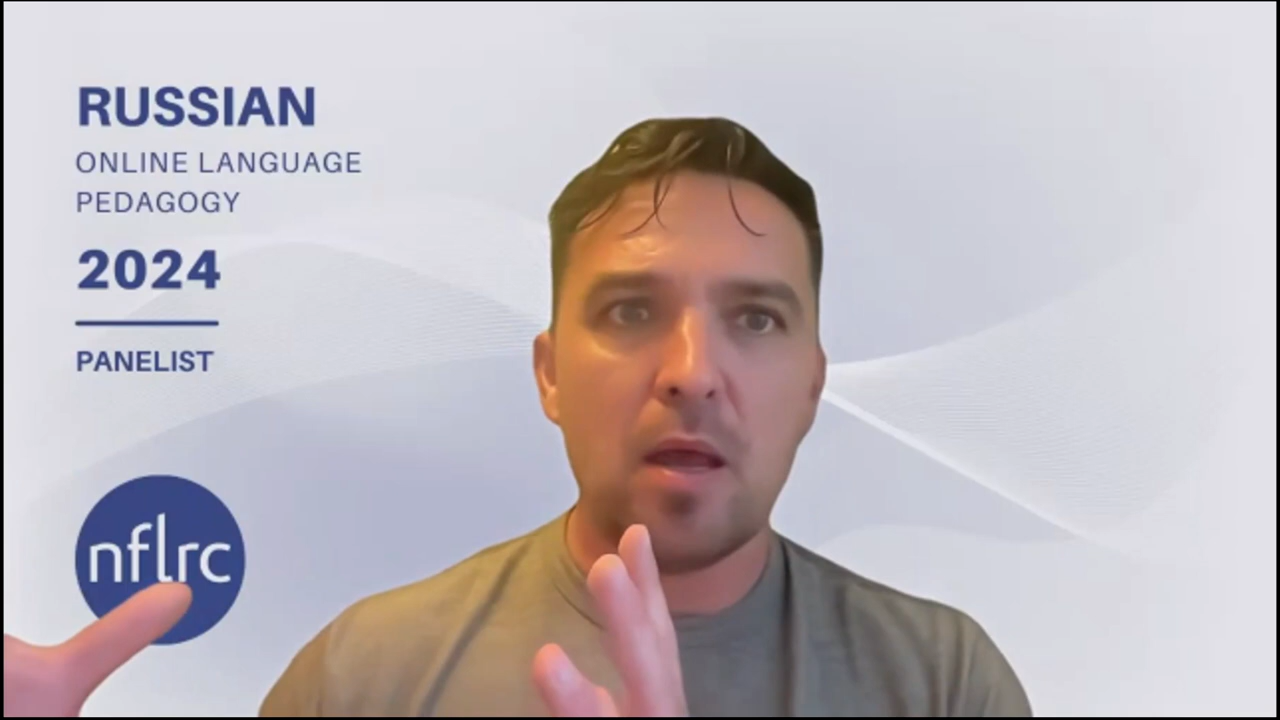 RUSSIAN
ONLINE LANGUAGE
PEDAGOGY
2024
PANELIST
nflrc